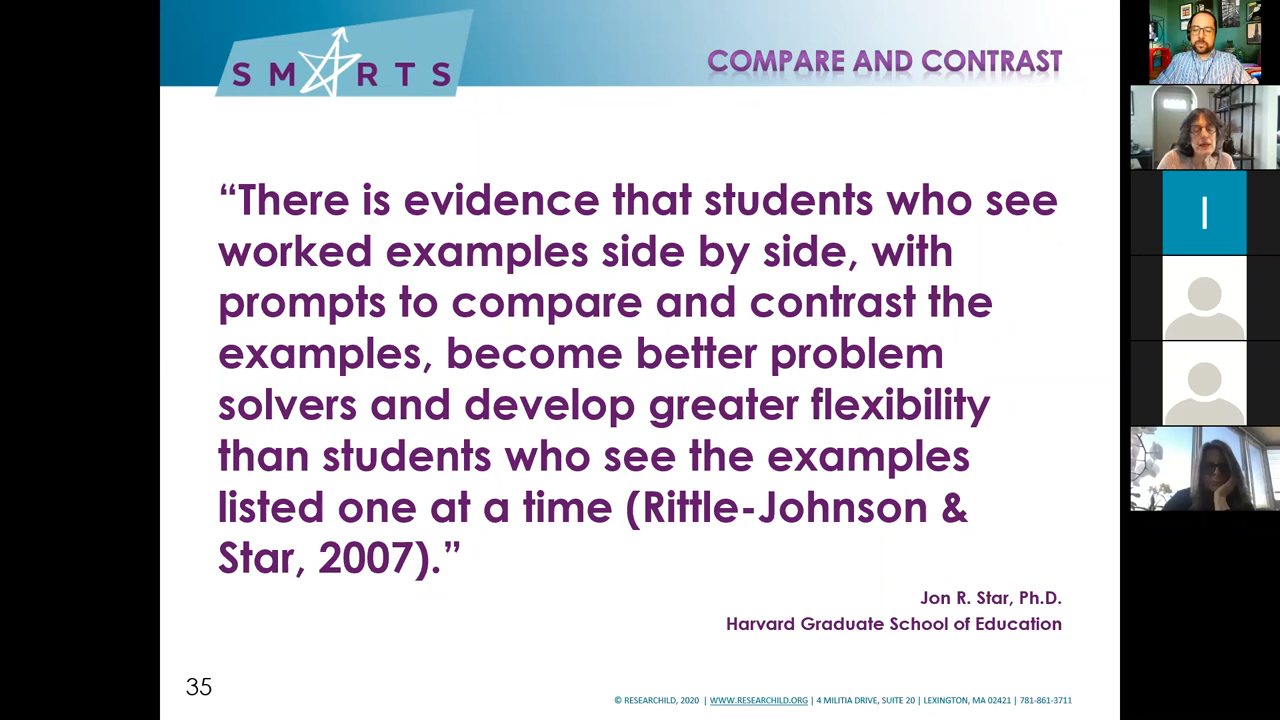 SMARTS
COMPARE AND CONTRAST
“There is evidence that students who see
worked examples side by side, with
prompts to compare and contrast the
examples, become better problem
solvers and develop greater flexibility
than students who see the examples
listed one at a time (Rittle-Johnson &
Star, 2007).”
Jon R. Star, Ph.D.
Harvard Graduate School of Education
35
© RESEARCHILD, 2020 | WWW.RESEARCHILD.ORG | 4 MILITIA DRIVE, SUITE 20 | LEXINGTON, MA 02421 | 781-861-3711
I